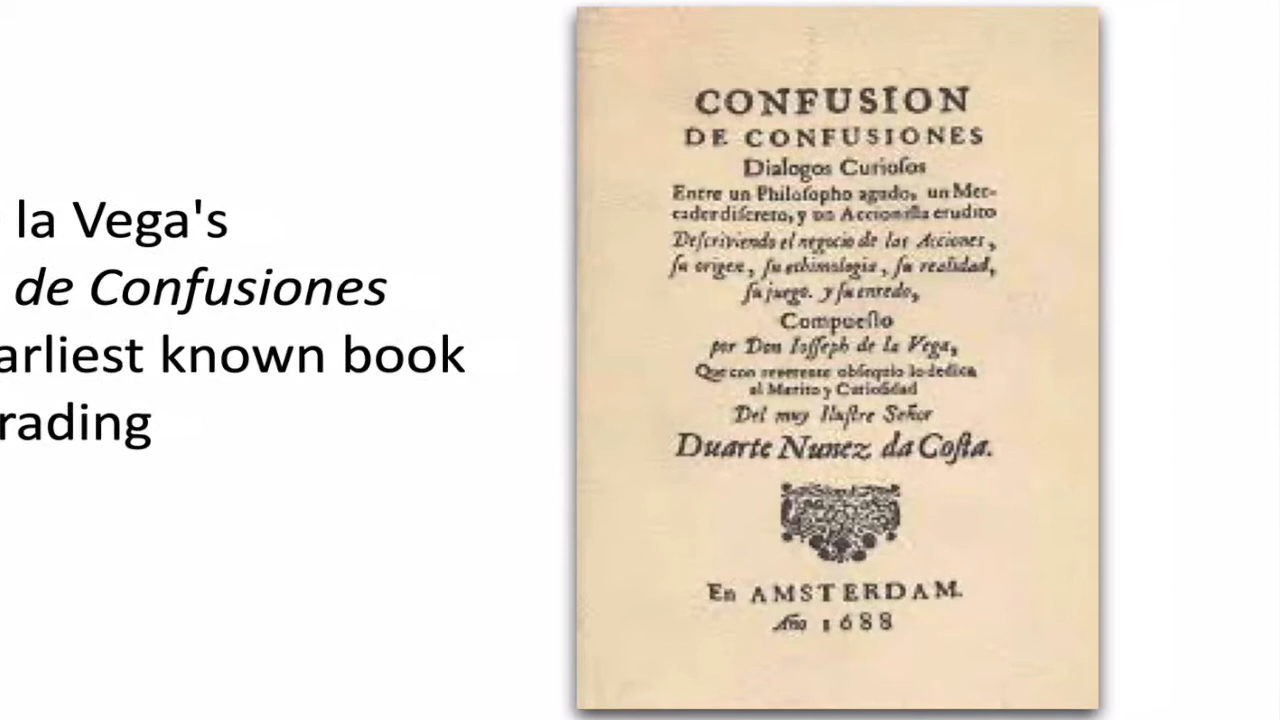 la Vega's
de Confusiones
arliest known book
rading
CONFUSION
DE CONFUSIONES
Dialogos Curiosos
Entre un Philosopho agudo, un Mer-
cader discreto, y un Accionista erudito
Descriviendo el negocio de las Acciones,
su origen, su ethimologia, su realidad,
su juego. y su enredo,
Compuesto
por Don Iosseph de la Vega,
Que con reverente obsequio lo dedica
al Merito y Curiosidad
Del muy Ilustre Señor
Duarte Nunez da Costa.
En AMSTERDAM.
Año 1688